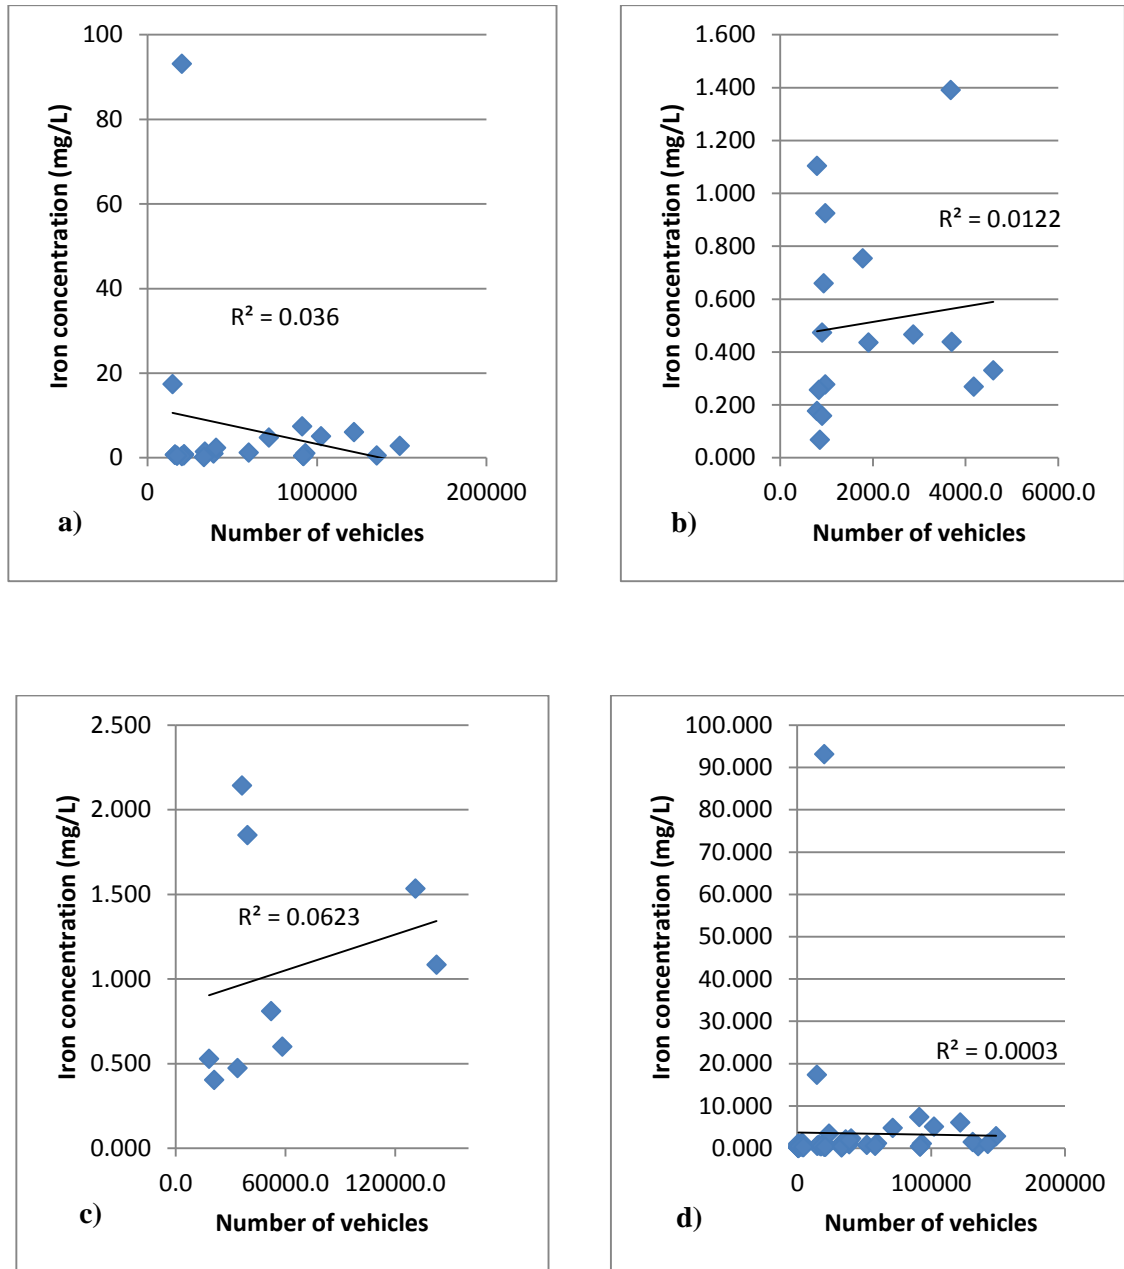 100
80
60
40
20
0
Iron concentration (mg/L)
R² = 0.036
0 100000 200000
Number of vehicles
a)
1.600
1.400
1.200
1.000
0.800
0.600
0.400
0.200
0.000
Iron concentration (mg/L)
R² = 0.0122
0.0 2000.0 4000.0 6000.0
Number of vehicles
b)
2.500
2.000
1.500
1.000
0.500
0.000
Iron concentration (mg/L)
R² = 0.0623
0.0 60000.0 120000.0
Number of vehicles
c)
100.000
90.000
80.000
70.000
60.000
50.000
40.000
30.000
20.000
10.000
0.000
Iron concentration (mg/L)
R² = 0.0003
0 100000 200000
Number of vehicles
d)